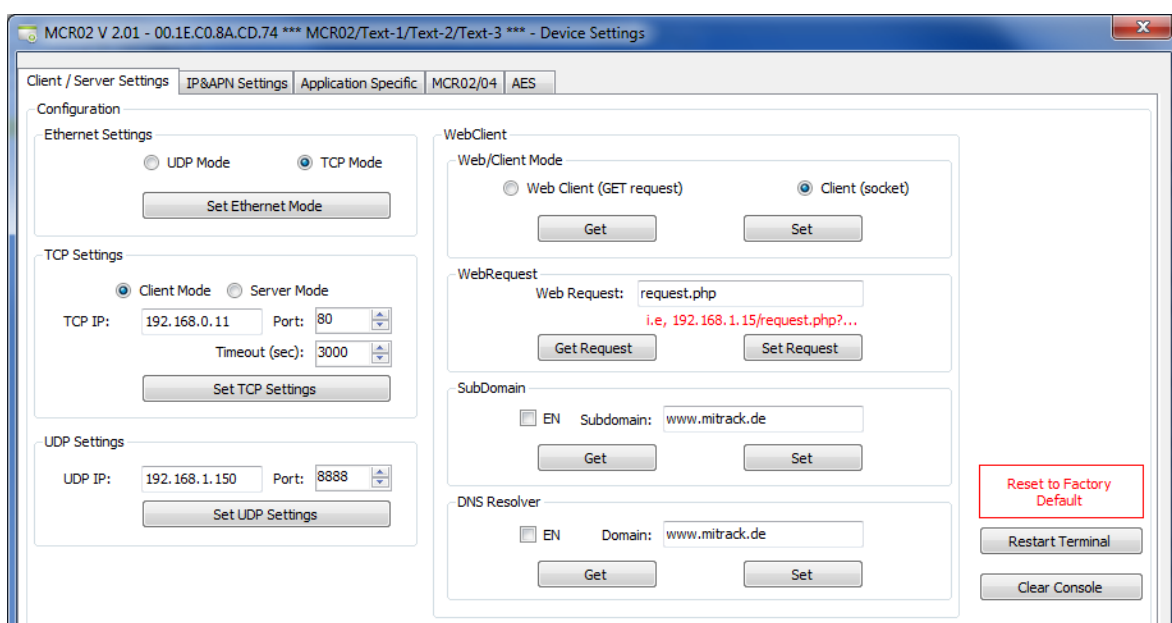 MCR02 V 2.01 - 00.1E.C0.8A.CD.74 *** MCR02/Text-1/Text-2/Text-3 *** - Device Settings
Client / Server Settings IP&APN Settings Application Specific MCR02/04 AES
Configuration
Ethernet Settings
UDP Mode TCP Mode
Set Ethernet Mode
TCP Settings
Client Mode Server Mode
TCP IP: 192.168.0.11 Port: 80
Timeout (sec): 3000
Set TCP Settings
UDP Settings
UDP IP: 192.168.1.150 Port: 8888
Set UDP Settings
WebClient
Web/Client Mode
Web Client (GET request) Client (socket)
Get Set
WebRequest
Web Request: request.php
i.e, 192.168.1.15/request.php?...
Get Request Set Request
SubDomain
EN Subdomain: www.mitrack.de
Get Set
DNS Resolver
EN Domain: www.mitrack.de
Get Set
Reset to Factory
Default
Restart Terminal
Clear Console